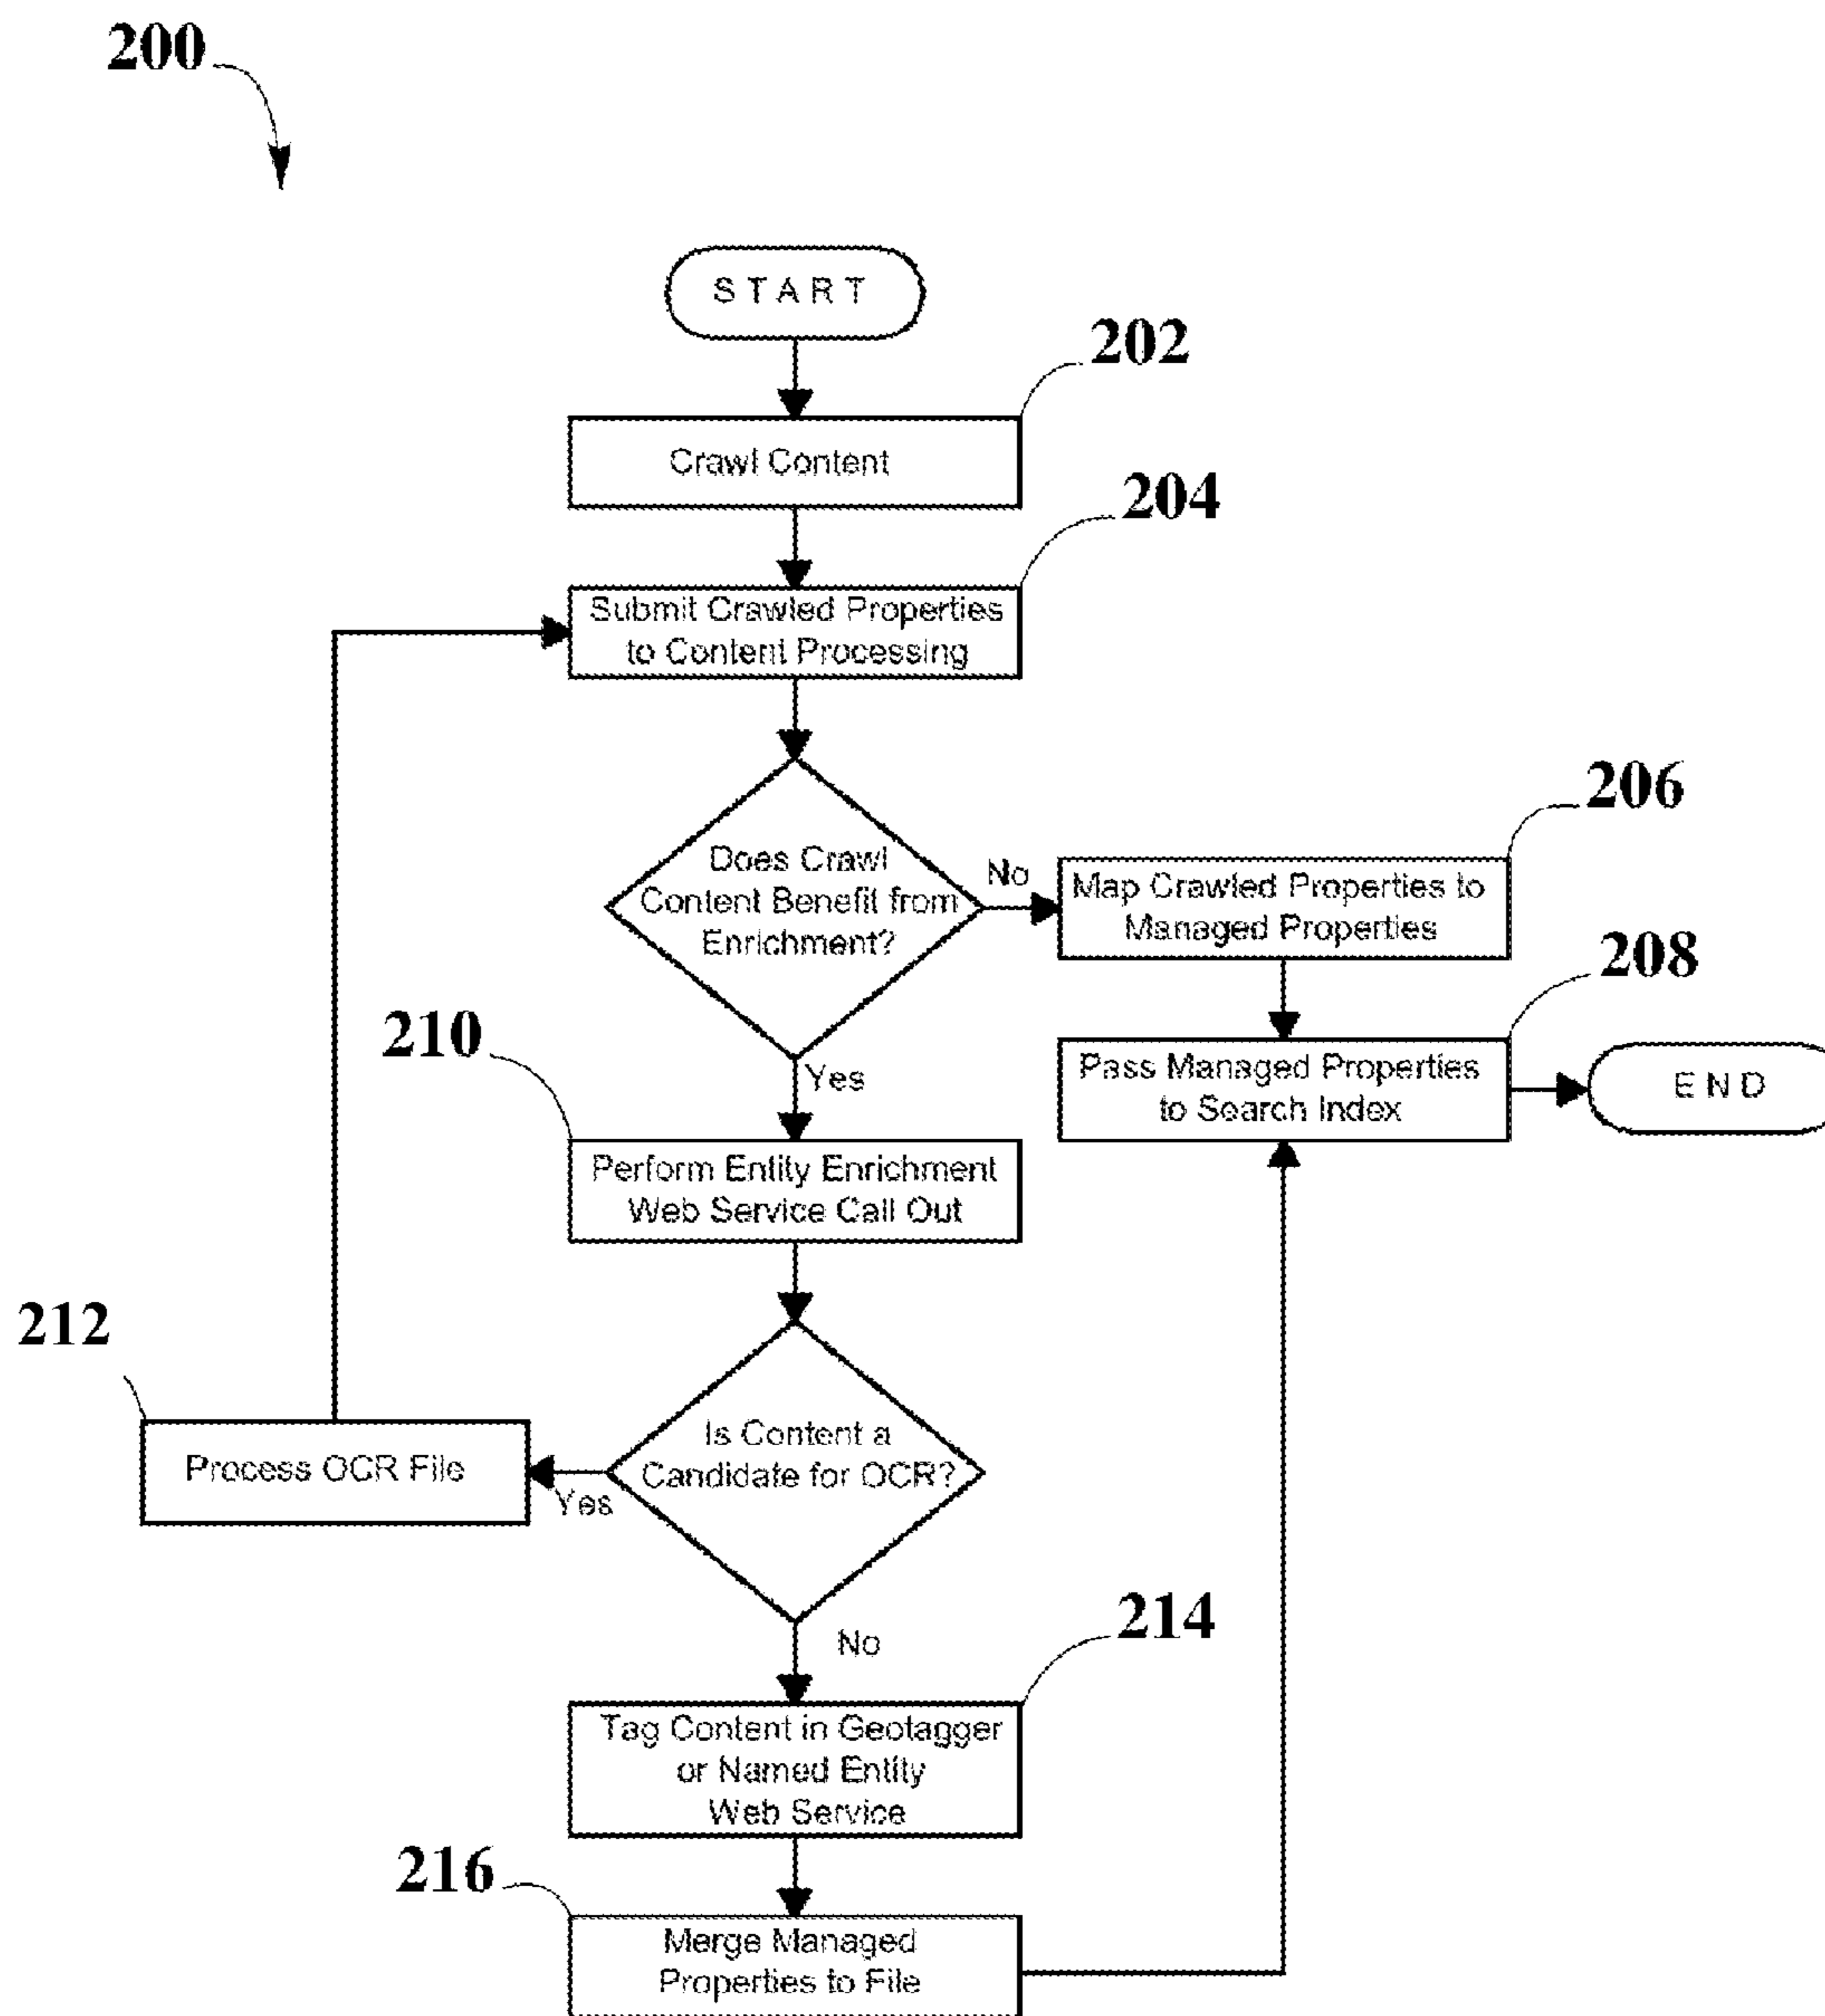 200
S T A R T
202
Crawl Content
204
Submit Crawled Properties
to Content Processing
Does Crawl
Content Benefit from
Enrichment?
No
206
Map Crawled Properties to
Managed Properties
208
Pass Managed Properties
to Search Index
E N D
Yes
210
Perform Entity Enrichment
Web Service Call Out
Is Content a
Candidate for OCR?
Yes
212
Process OCR File
No
214
Tag Content in Geotagger
or Named Entity
Web Service
216
Merge Managed
Properties to File